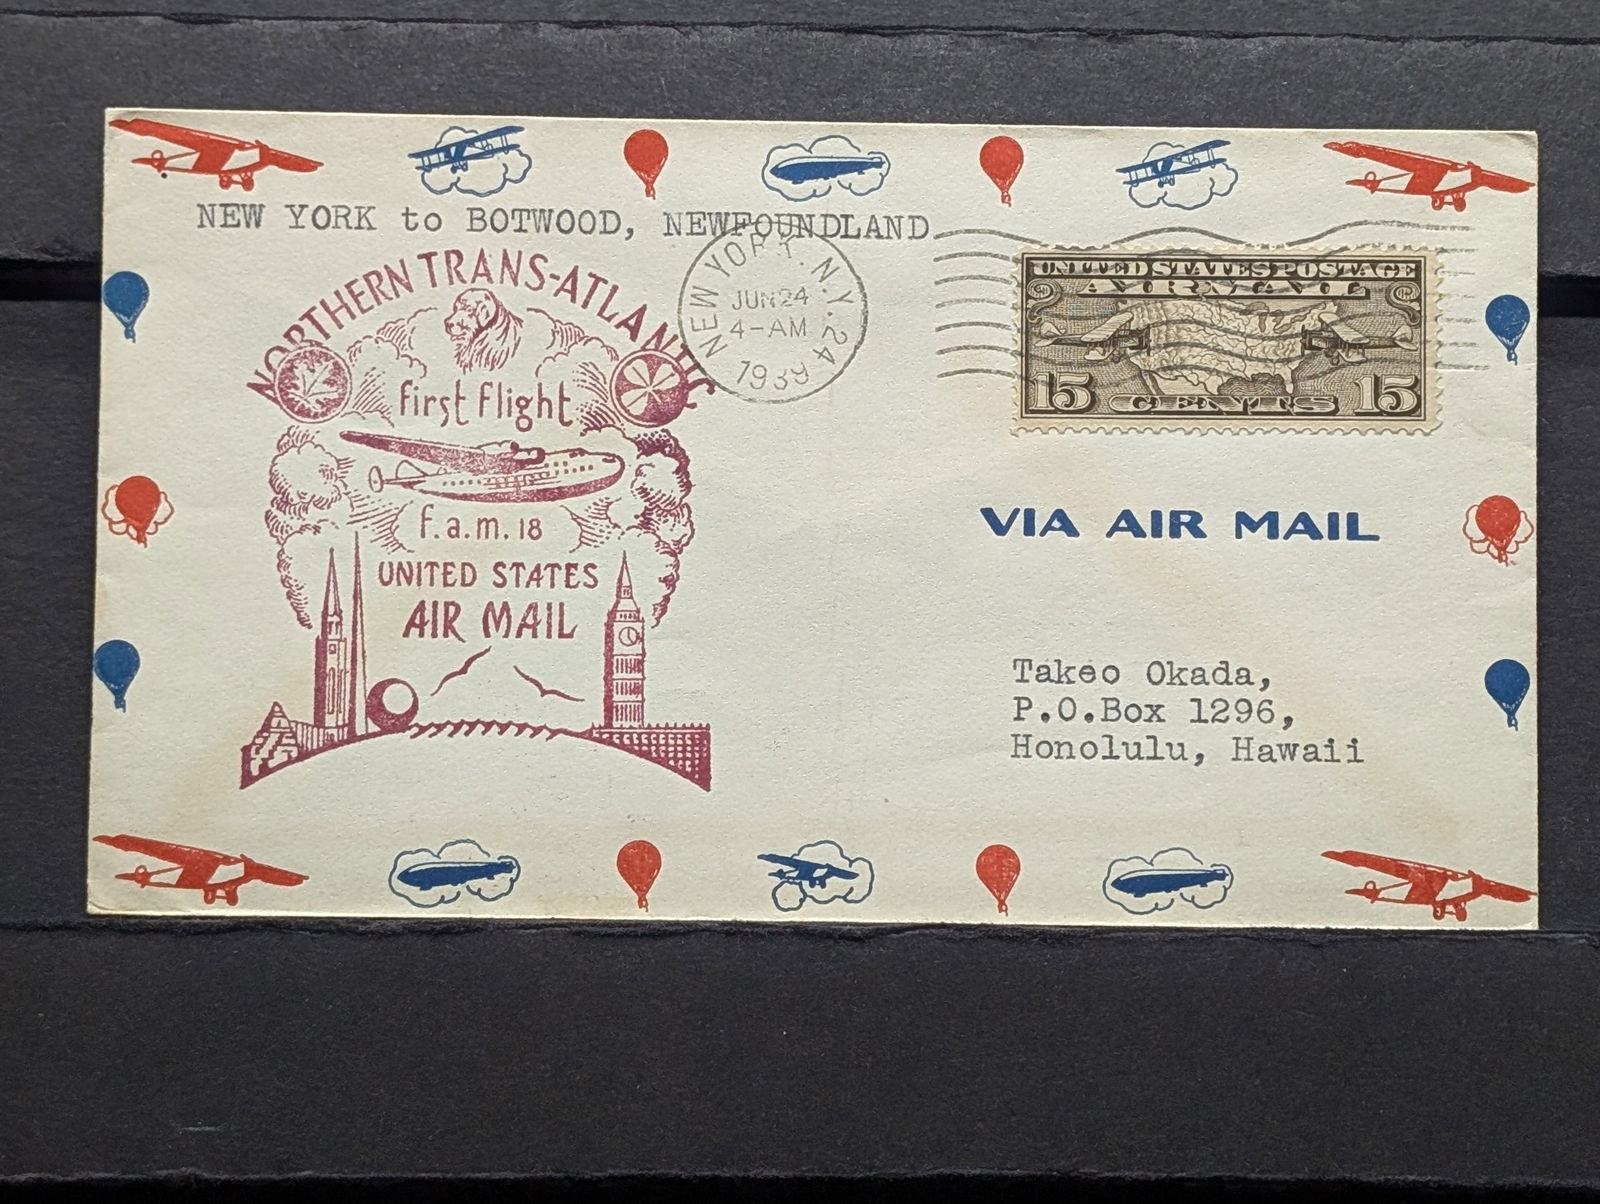 NEW YORK to BOTWOOD, NEWFOUNDLAND
NORTHERN TRANS-ATLANTIC
first flight
f.a.m. 18
UNITED STATES
AIR MAIL
NEW YORK. N.Y. 24
JUN 24
4-AM
1939
UNITED STATES POSTAGE
AIR MAIL
15 CENTS 15
VIA AIR MAIL
Takeo Okada,
P.O.Box 1296,
Honolulu, Hawaii